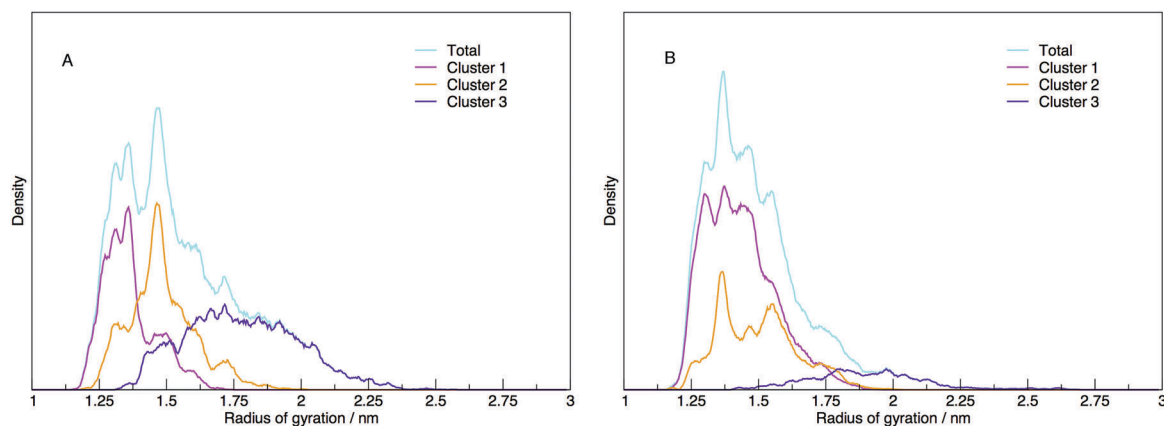 A
Total
Cluster 1
Cluster 2
Cluster 3
Density
1
1.25
1.5
1.75
2
2.25
2.5
2.75
3
Radius of gyration / nm
B
Total
Cluster 1
Cluster 2
Cluster 3
Density
1
1.25
1.5
1.75
2
2.25
2.5
2.75
3
Radius of gyration / nm